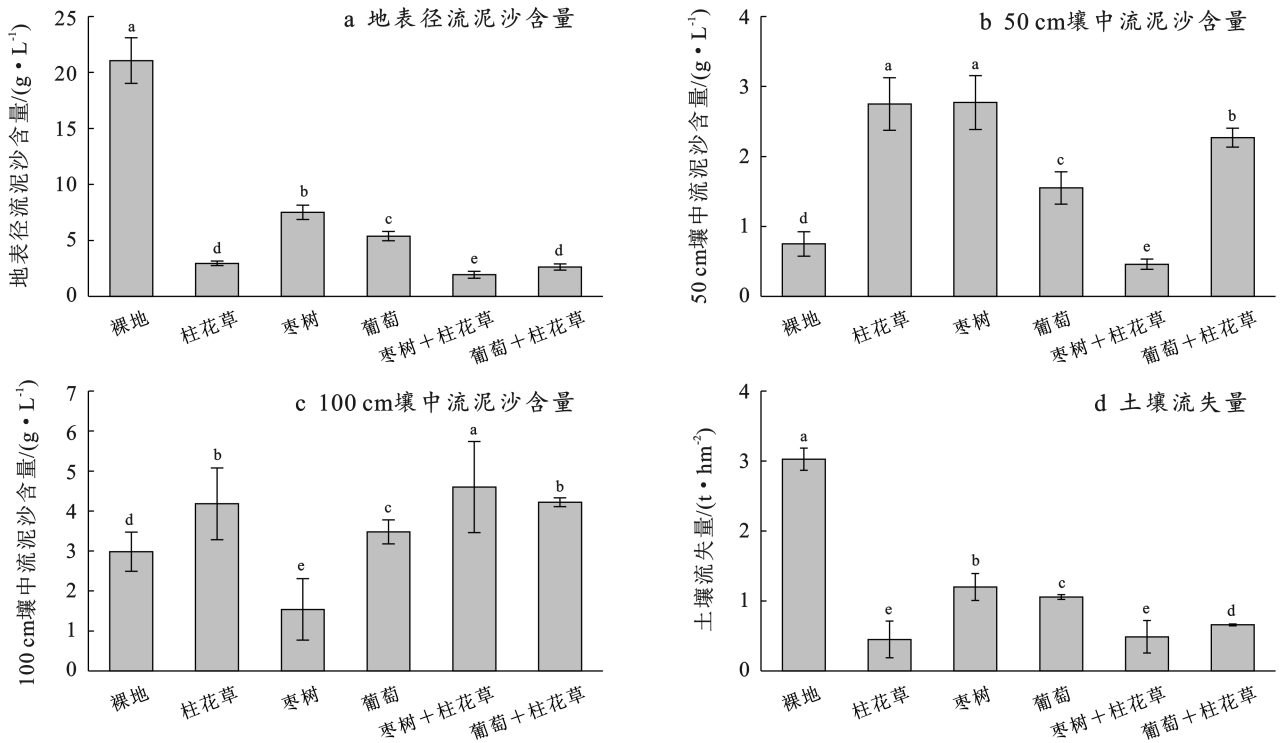 a 地表径流泥沙含量
地表径流泥沙含量/(g·L⁻¹)
25
20
15
10
5
0
a
d
b
c
e
d
裸地
柱花草
枣树
葡萄
枣树+柱花草
葡萄+柱花草
b 50 cm壤中流泥沙含量
50 cm壤中流泥沙含量/(g·L⁻¹)
4
3
2
1
0
d
a
a
c
e
b
裸地
柱花草
枣树
葡萄
枣树+柱花草
葡萄+柱花草
c 100 cm壤中流泥沙含量
100 cm壤中流泥沙含量/(g·L⁻¹)
7
6
5
4
3
2
1
0
d
b
e
c
a
b
裸地
柱花草
枣树
葡萄
枣树+柱花草
葡萄+柱花草
d 土壤流失量
土壤流失量/(t·hm⁻²)
4
3
2
1
0
a
e
b
c
e
d
裸地
柱花草
枣树
葡萄
枣树+柱花草
葡萄+柱花草